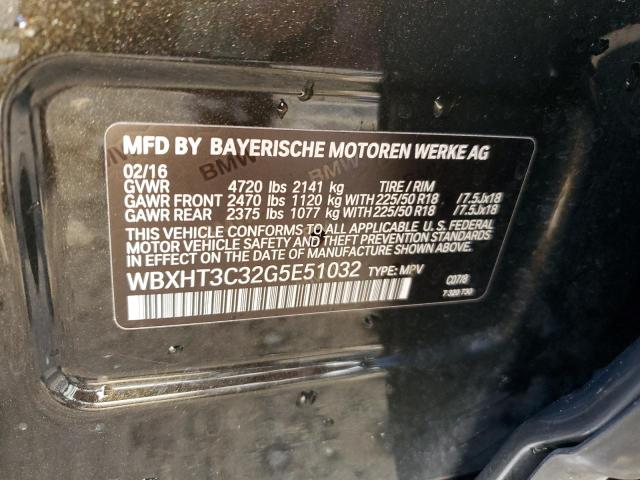 MFD BY BAYERISCHE MOTOREN WERKE AG
02/16
GVWR 4720 lbs 2141 kg TIRE / RIM
GAWR FRONT 2470 lbs 1120 kg WITH 225/50 R18 /7.5Jx18
GAWR REAR 2375 lbs 1077 kg WITH 225/50 R18 /7.5Jx18
THIS VEHICLE CONFORMS TO ALL APPLICABLE U.S. FEDERAL
MOTOR VEHICLE SAFETY AND THEFT PREVENTION STANDARDS
IN EFFECT ON THE DATE OF MANUFACTURE SHOWN ABOVE.
WBXHT3C32G5E51032 TYPE: MPV C07/8
7 320 720